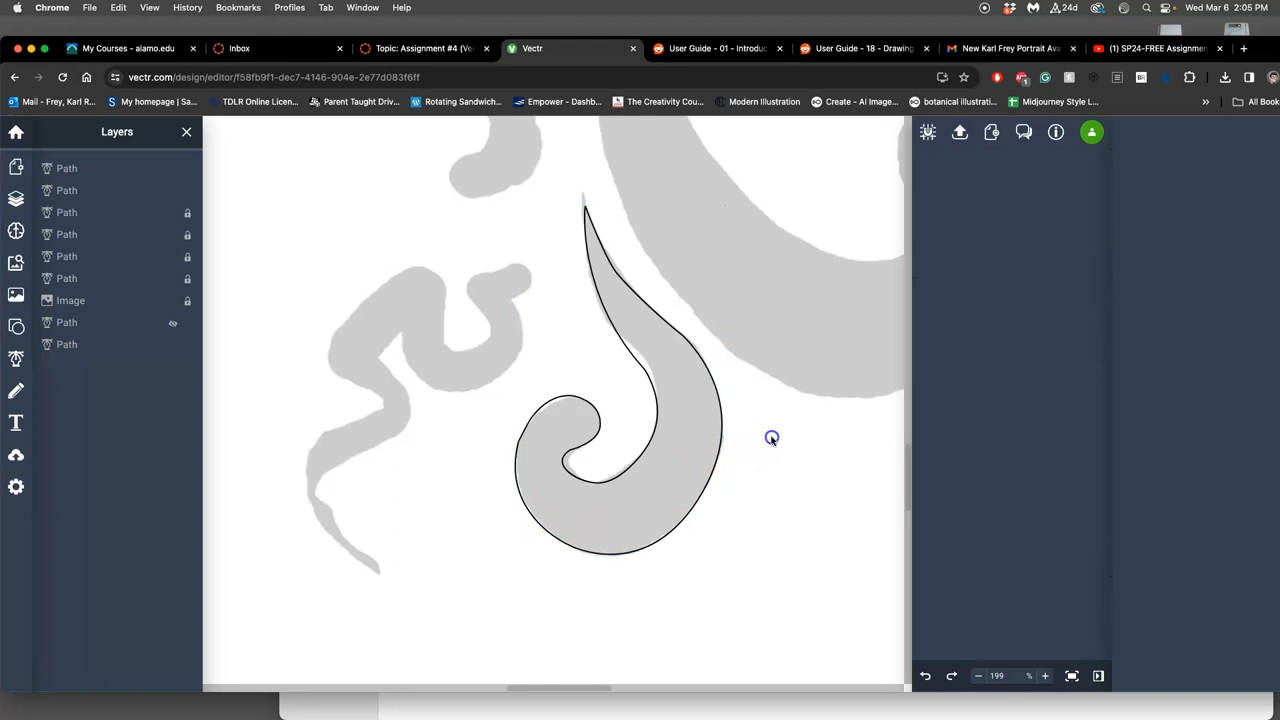 Chrome File Edit View History Bookmarks Profiles Tab Window Help 24d Wed Mar 6 2:05 PM
My Courses - alamo.edu Inbox Topic: Assignment #4 (Vec Vectr User Guide - 01 - Introduc User Guide - 18 - Drawing New Karl Frey Portrait Ava SP24-FREE Assignmen
vectr.com/design/editor/f58fb9f1-dec7-4146-904e-2e77d083f6ff
Mail - Frey, Karl R... My homepage | Sa... TDLR Online Licen... Parent Taught Driv... Rotating Sandwich... Empower - Dashb... The Creativity Cou... Modern Illustration Create - AI Image... botanical illustrati... Midjourney Style L... » All Book
Layers
Path
Path
Path
Path
Path
Path
Image
Path
Path
199 %